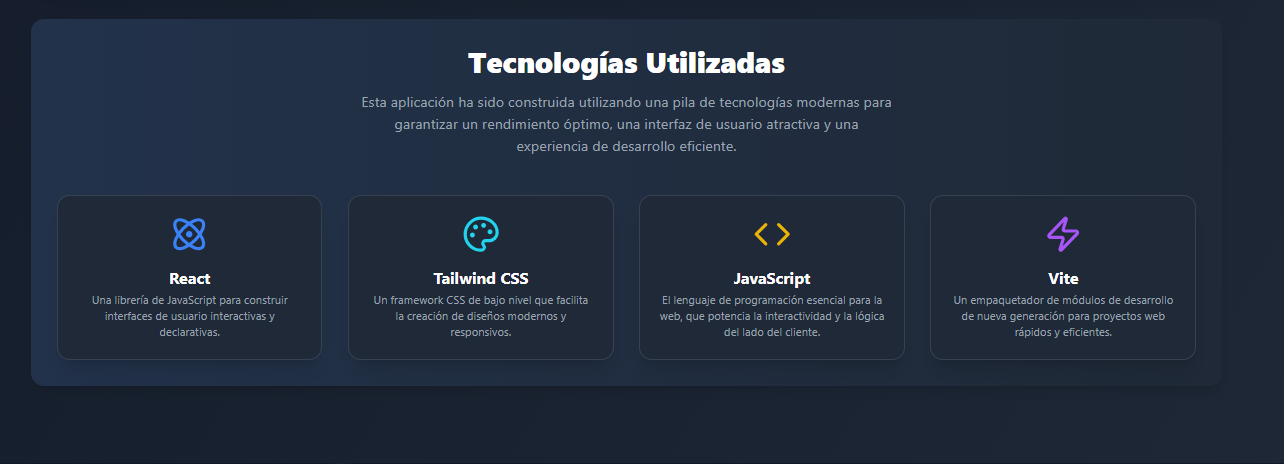 Tecnologías Utilizadas
Esta aplicación ha sido construida utilizando una pila de tecnologías modernas para
garantizar un rendimiento óptimo, una interfaz de usuario atractiva y una
experiencia de desarrollo eficiente.
React
Una librería de JavaScript para construir
interfaces de usuario interactivas y
declarativas.
Tailwind CSS
Un framework CSS de bajo nivel que facilita
la creación de diseños modernos y
responsivos.
JavaScript
El lenguaje de programación esencial para la
web, que potencia la interactividad y la lógica
del lado del cliente.
Vite
Un empaquetador de módulos de desarrollo
de nueva generación para proyectos web
rápidos y eficientes.